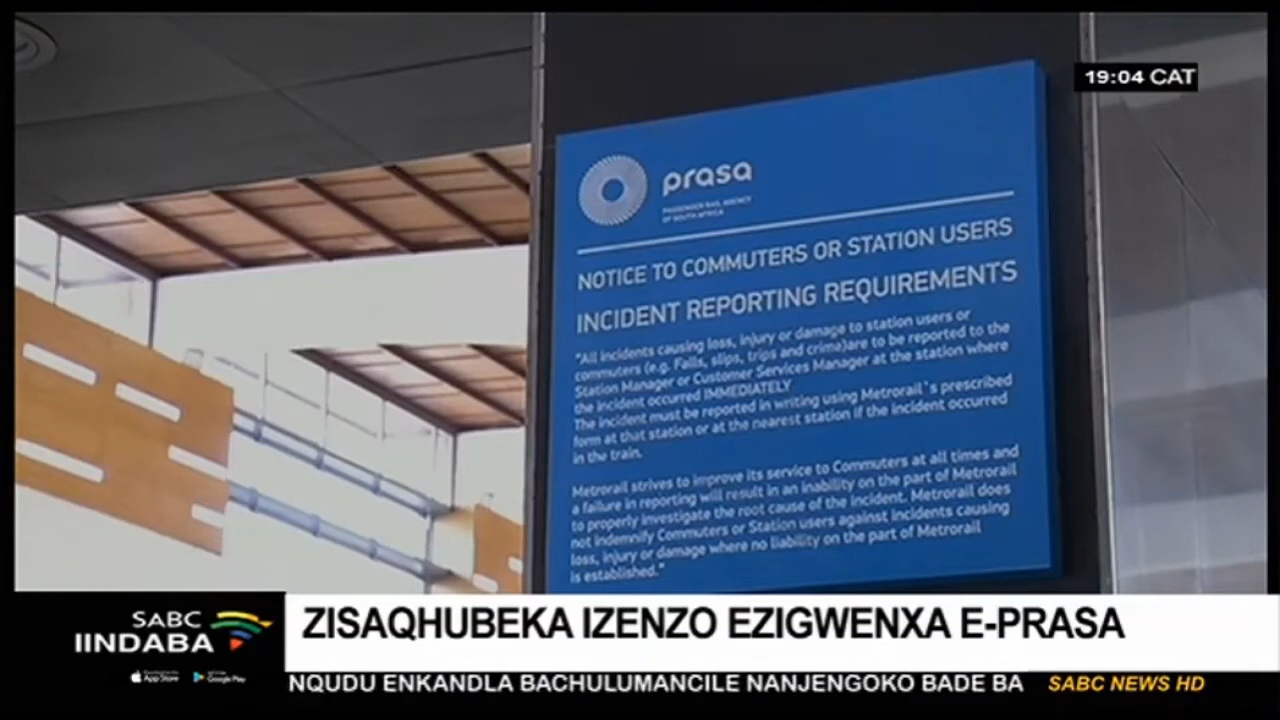 19:04 CAT
prasa
PASSENGER RAIL AGENCY
OF SOUTH AFRICA
NOTICE TO COMMUTERS OR STATION USERS
INCIDENT REPORTING REQUIREMENTS
"All incidents causing loss, injury or damage to station users or
commuters (e.g. Falls, slips, trips and crime)are to be reported to the
Station Manager or Customer Services Manager at the station where
the incident occurred IMMEDIATELY
The incident must be reported in writing using Metrorail`s prescribed
form at that station or at the nearest station if the incident occurred
in the train.
Metrorail strives to improve its service to Commuters at all times and
a failure in reporting will result in an inability on the part of Metrorail
to properly investigate the root cause of the incident. Metrorail does
not indemnify Commuters or Station users against incidents causing
loss, injury or damage where no liability on the part of Metrorail
is established."
SABC
IINDABA
App Store
Google Play
ZISAQHUBEKA IZENZO EZIGWENXA E-PRASA
NQUDU ENKANDLA BACHULUMANCILE NANJENGOKO BADE BA
SABC NEWS HD